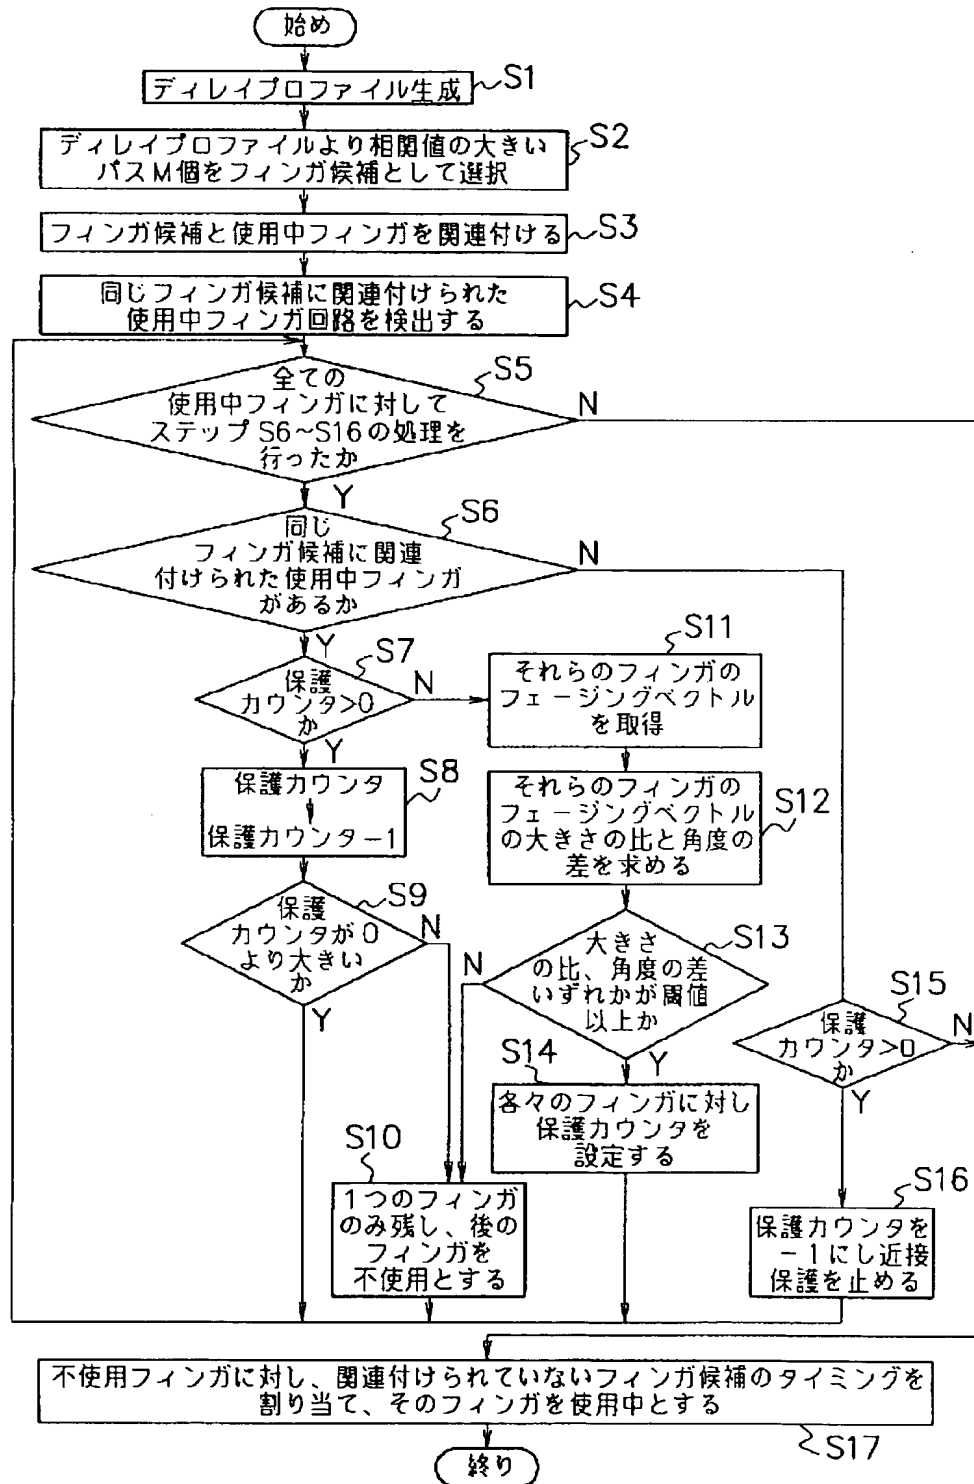 始め
ディレイプロファイル生成
S1
ディレイプロファイルより相関値の大きい
パスM個をフィンガ候補として選択
S2
フィンガ候補と使用中フィンガを関連付ける
S3
同じフィンガ候補に関連付けられた
使用中フィンガ回路を検出する
S4
全ての
使用中フィンガに対して
ステップS6~S16の処理を
行ったか
S5
N
Y
同じ
フィンガ候補に関連
付けられた使用中フィンガ
があるか
S6
N
Y
保護
カウンタ>0
か
S7
N
Y
それらのフィンガの
フェージングベクトル
を取得
S11
保護カウンタ
保護カウンタ-1
S8
それらのフィンガの
フェージングベクトル
の大きさの比と角度の
差を求める
S12
保護
カウンタが0
より大きい
か
S9
N
Y
大きさ
の比、角度の差
いずれかが閾値
以上か
S13
N
Y
保護
カウンタ>0
か
S15
N
Y
各々のフィンガに対し
保護カウンタを
設定する
S14
1つのフィンガ
のみ残し、後の
フィンガを
不使用とする
S10
保護カウンタを
-1にし近接
保護を止める
S16
不使用フィンガに対し、関連付けられていないフィンガ候補のタイミングを
割り当て、そのフィンガを使用中とする
S17
終り